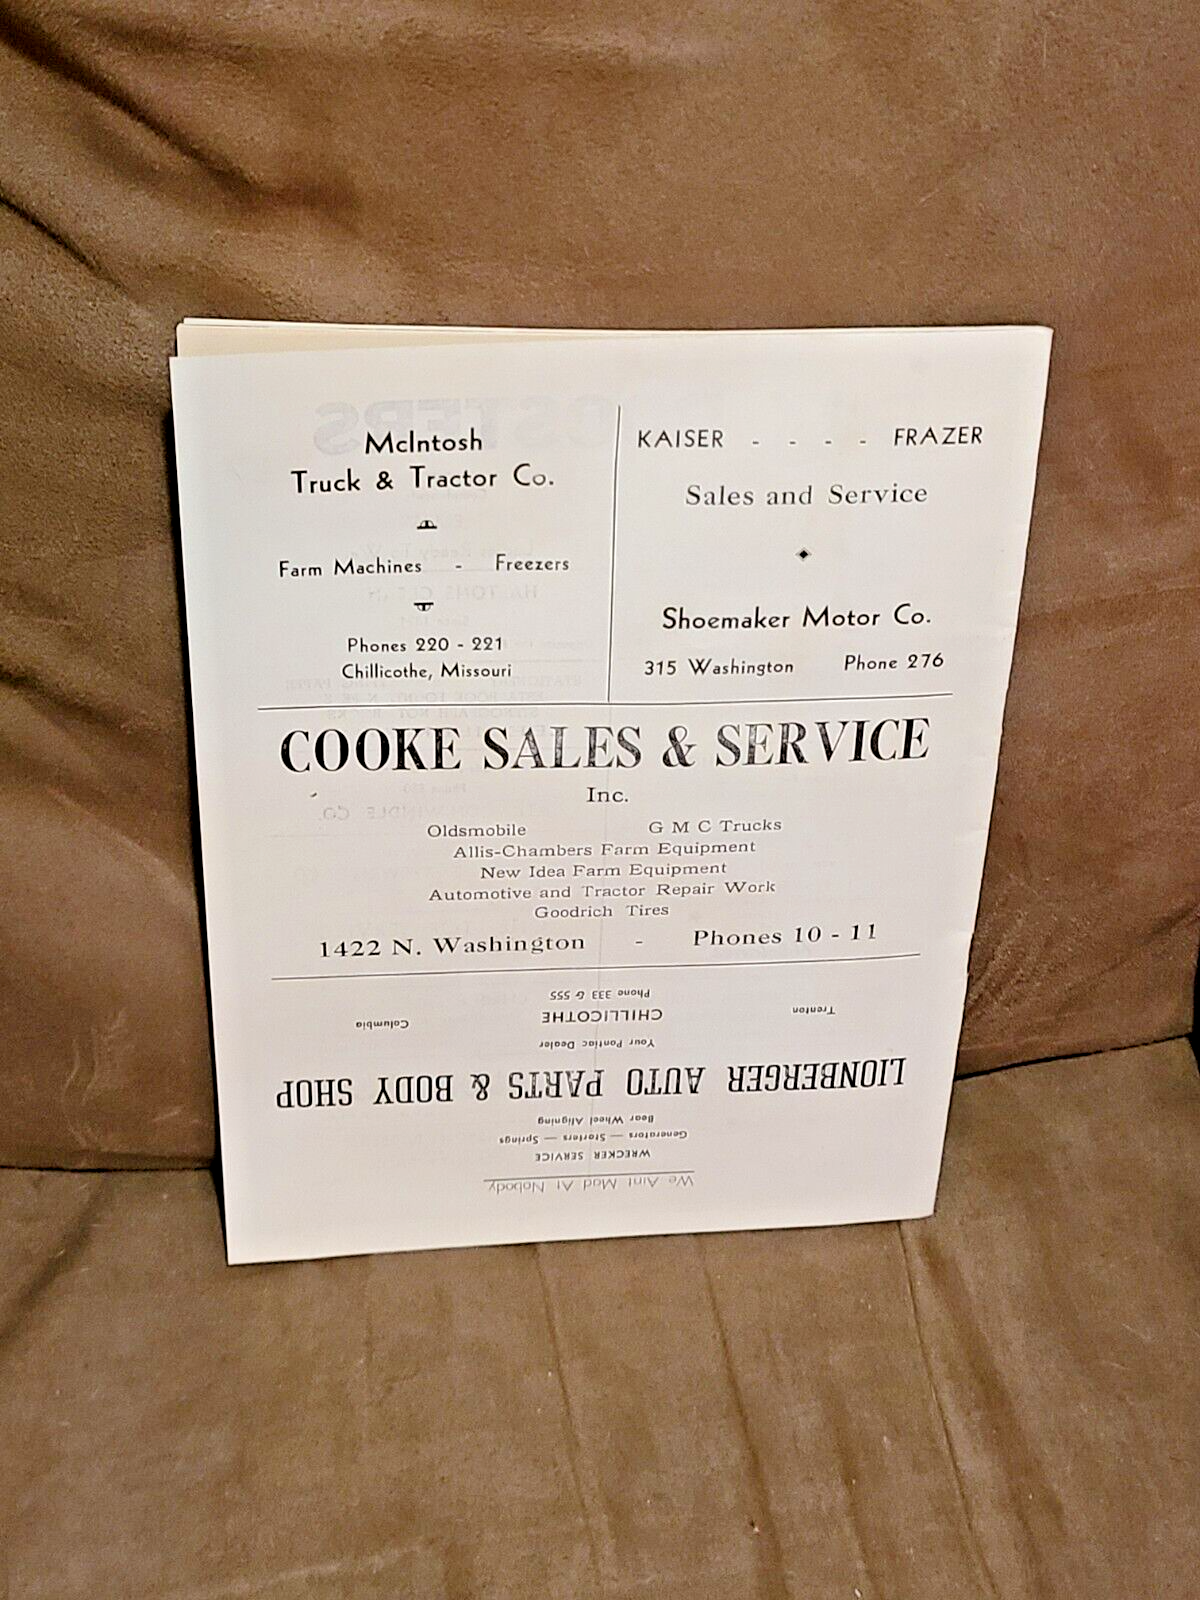 McIntosh
Truck & Tractor Co.
Farm Machines - Freezers
Phones 220 - 221
Chillicothe, Missouri
KAISER - - - - FRAZER
Sales and Service
Shoemaker Motor Co.
315 Washington Phone 276
COOKE SALES & SERVICE
Inc.
Oldsmobile G M C Trucks
Allis-Chambers Farm Equipment
New Idea Farm Equipment
Automotive and Tractor Repair Work
Goodrich Tires
1422 N. Washington - Phones 10 - 11
We Aint Mad At Nobody
WRECKER SERVICE
Generators — Starters — Springs
Bear Wheel Aligning
LIONBERGER AUTO PARTS & BODY SHOP
Your Pontiac Dealer
Trenton CHILLICOTHE Columbia
Phone 333 & 555